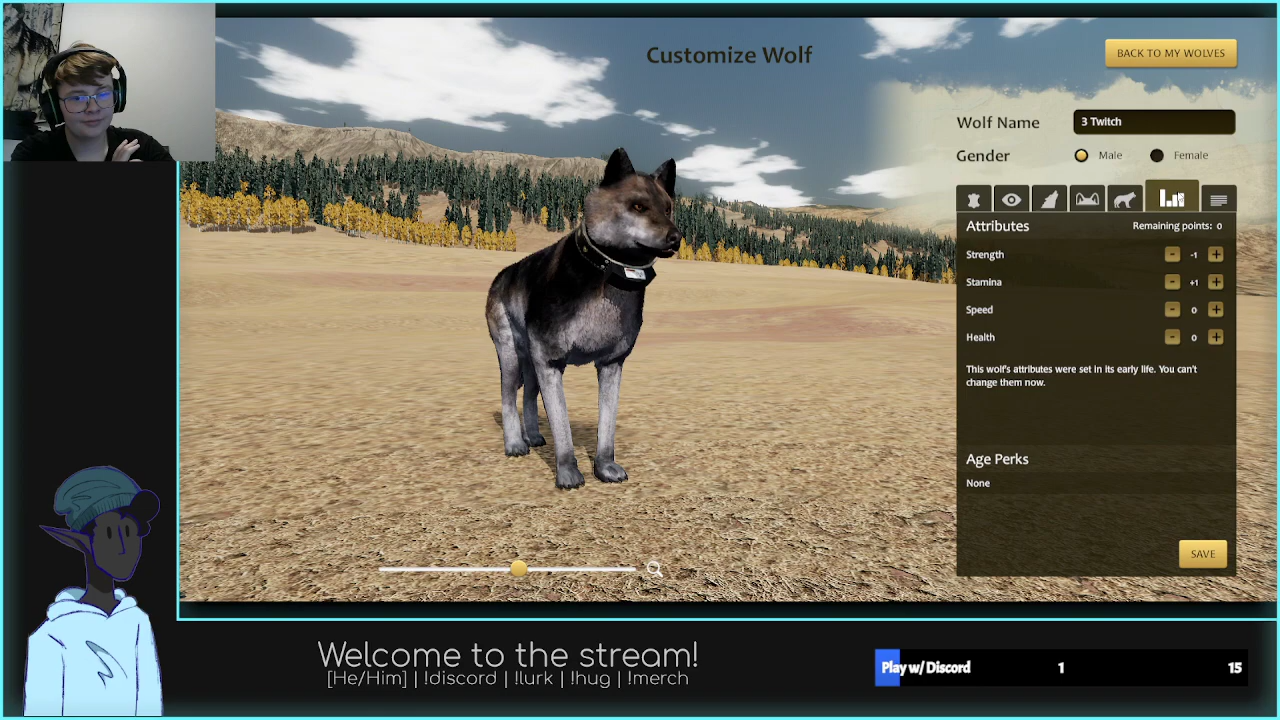 Customize Wolf
BACK TO MY WOLVES
Wolf Name
3 Twitch
Gender
Male
Female
Attributes
Remaining points: 0
Strength
- -1 +
Stamina
- +1 +
Speed
- 0 +
Health
- 0 +
This wolf's attributes were set in its early life. You can't
change them now.
Age Perks
None
SAVE
Welcome to the stream!
[He/Him] | !discord | !lurk | !hug | !merch
Play w/ Discord
1
15